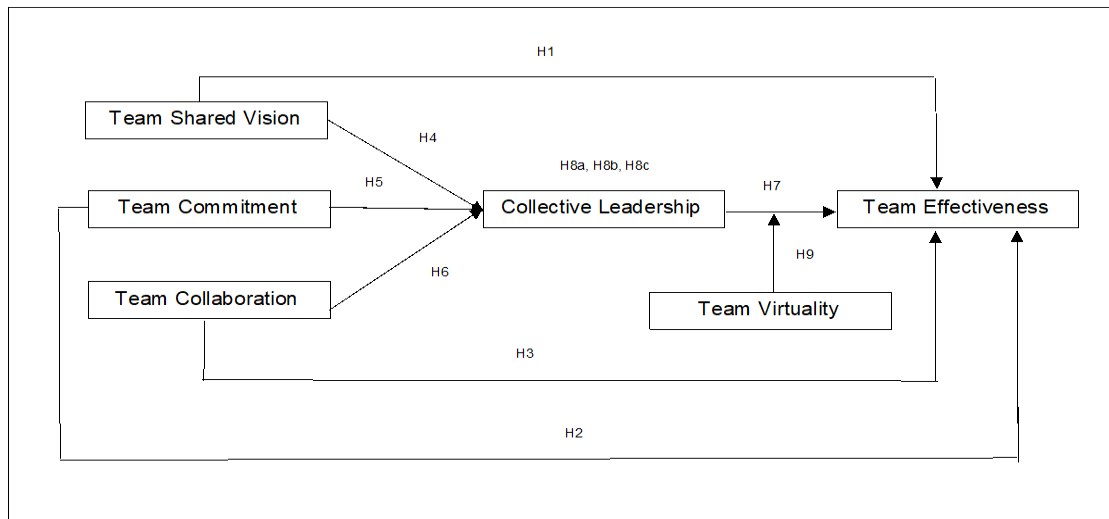 H1
Team Shared Vision
H4
H8a, H8b, H8c
H5
H7
Team Commitment
Collective Leadership
Team Effectiveness
H9
H6
Team Collaboration
Team Virtuality
H3
H2